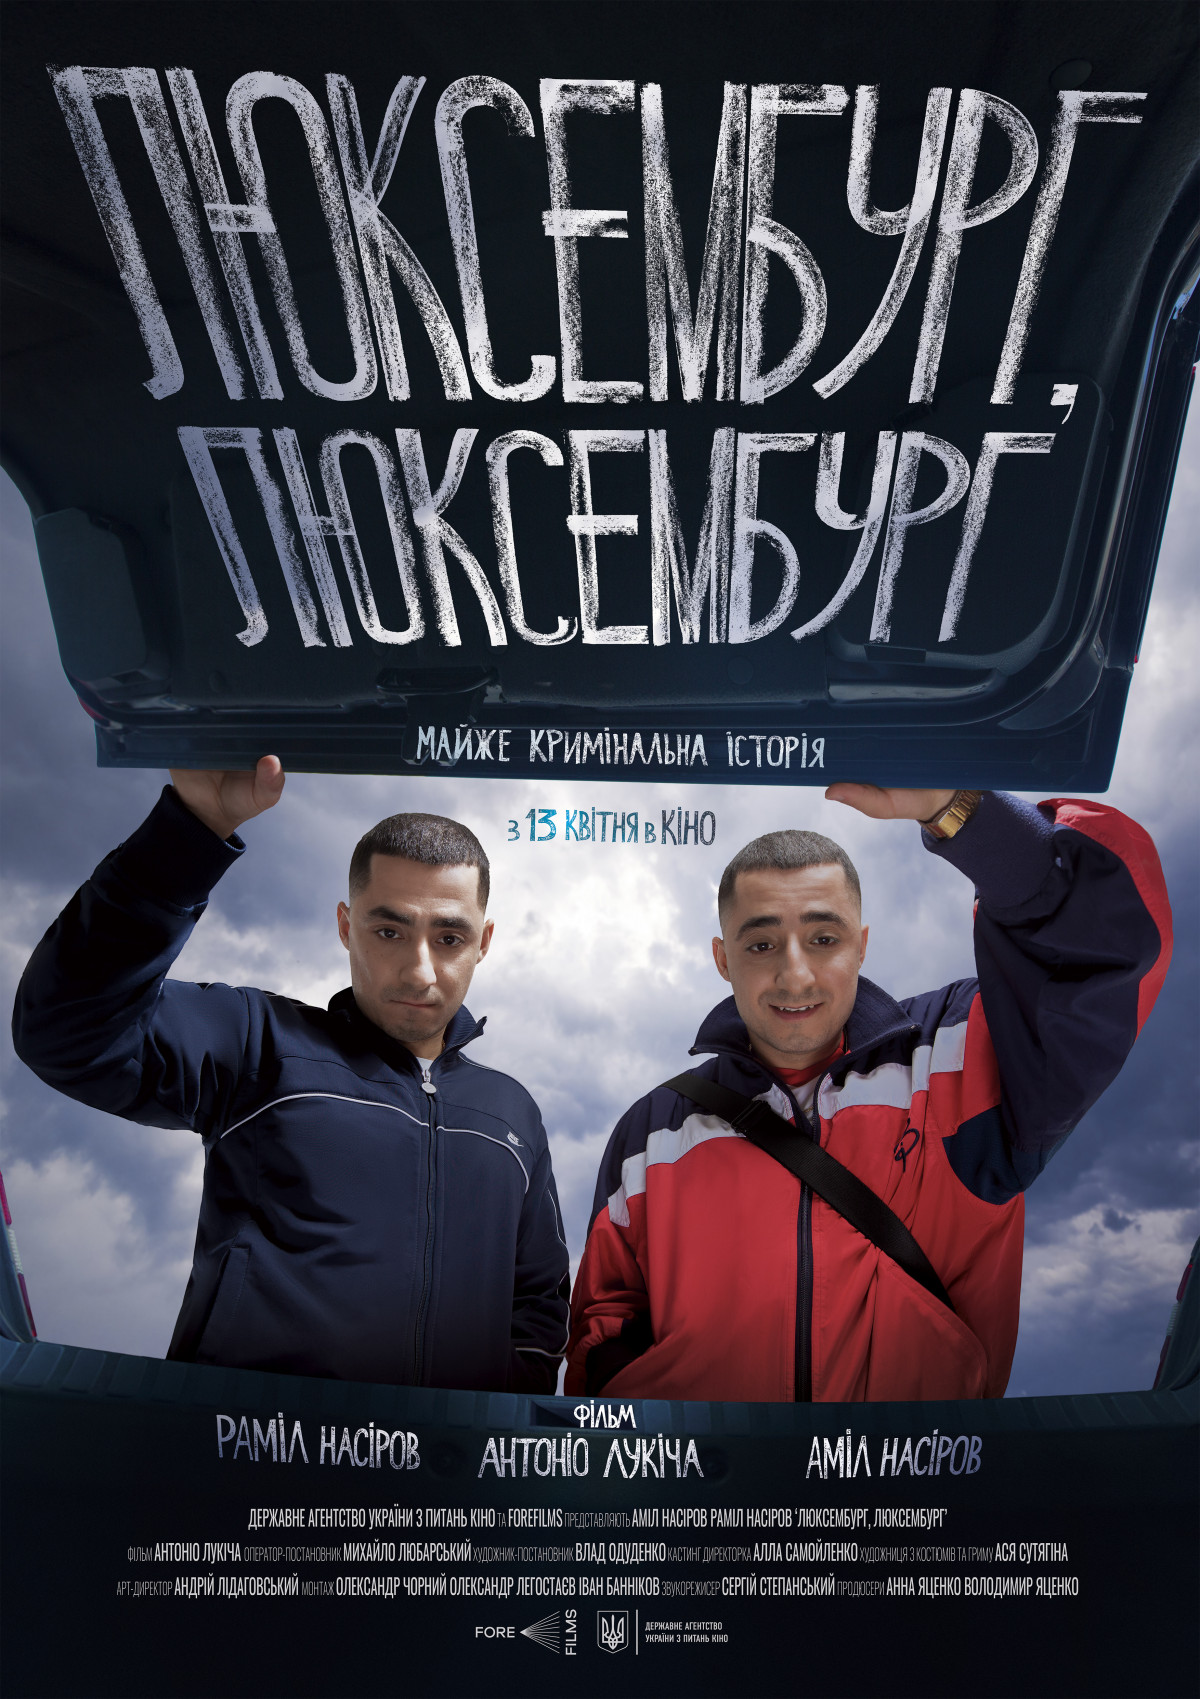 ЛЮКСЕМБУРГ,
ЛЮКСЕМБУРГ
МАЙЖЕ КРИМІНАЛЬНА ІСТОРІЯ
З 13 КВІТНЯ В КІНО
РАМІЛ НАСІРОВ
ФІЛЬМ
АНТОНІО ЛУКІЧА
АМІЛ НАСІРОВ
ДЕРЖАВНЕ АГЕНТСТВО УКРАЇНИ З ПИТАНЬ КІНО ТА FOREFILMS ПРЕДСТАВЛЯЮТЬ АМІЛ НАСІРОВ РАМІЛ НАСІРОВ ‘ЛЮКСЕМБУРГ, ЛЮКСЕМБУРГ’
ФІЛЬМ АНТОНІО ЛУКІЧА ОПЕРАТОР-ПОСТАНОВНИК МИХАЙЛО ЛЮБАРСЬКИЙ ХУДОЖНИК-ПОСТАНОВНИК ВЛАД ОДУДЕНКО КАСТИНГ ДИРЕКТОРКА АЛЛА САМОЙЛЕНКО ХУДОЖНИЦЯ З КОСТЮМІВ ТА ГРИМУ АСЯ СУТЯГІНА
АРТ-ДИРЕКТОР АНДРІЙ ЛІДАГОВСЬКИЙ МОНТАЖ ОЛЕКСАНДР ЧОРНИЙ ОЛЕКСАНДР ЛЕГОСТАЄВ ІВАН БАННІКОВ ЗВУКОРЕЖИСЕР СЕРГІЙ СТЕПАНСЬКИЙ ПРОДЮСЕРИ АННА ЯЦЕНКО ВОЛОДИМИР ЯЦЕНКО
FORE FILMS
ДЕРЖАВНЕ АГЕНТСТВО
УКРАЇНИ З ПИТАНЬ КІНО